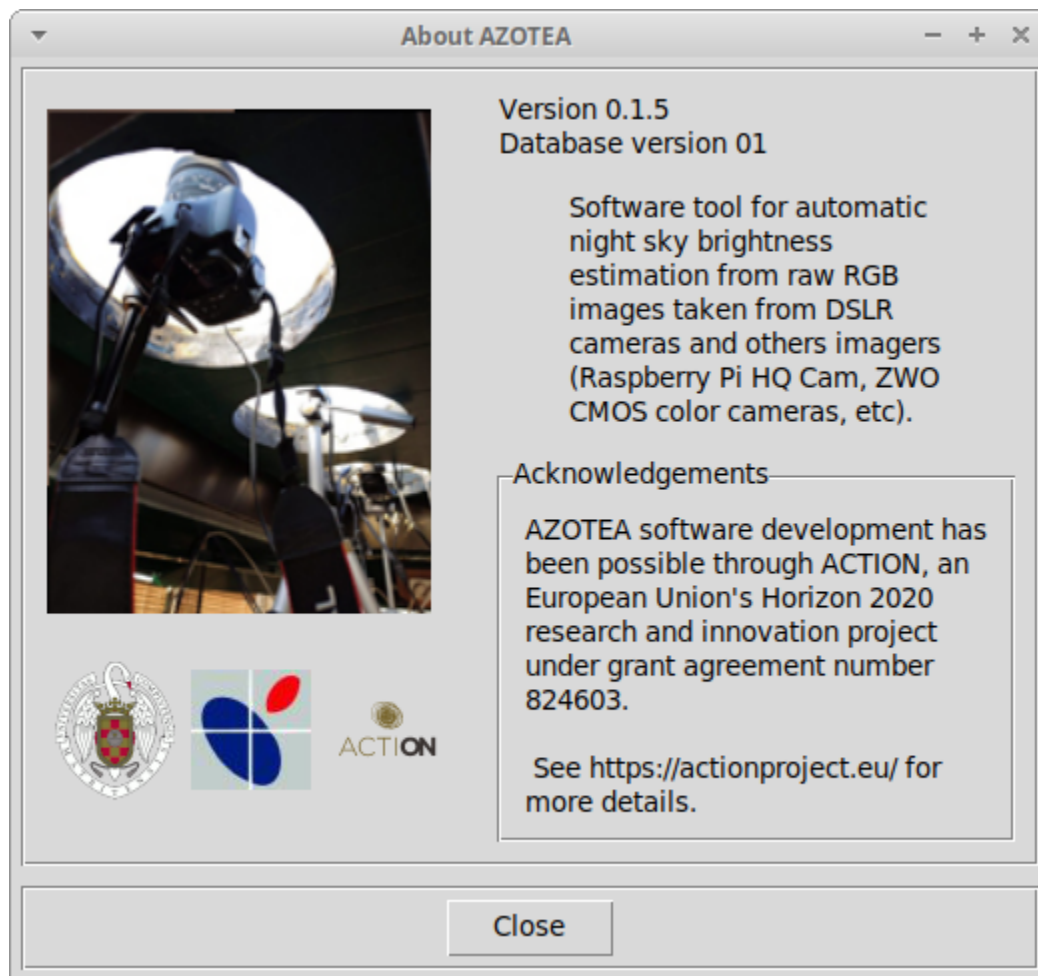 About AZOTEA
Version 0.1.5
Database version 01
Software tool for automatic
night sky brightness
estimation from raw RGB
images taken from DSLR
cameras and others imagers
(Raspberry Pi HQ Cam, ZWO
CMOS color cameras, etc).
Acknowledgements
AZOTEA software development has
been possible through ACTION, an
European Union's Horizon 2020
research and innovation project
under grant agreement number
824603.
See https://actionproject.eu/ for
more details.
ACTION
Close